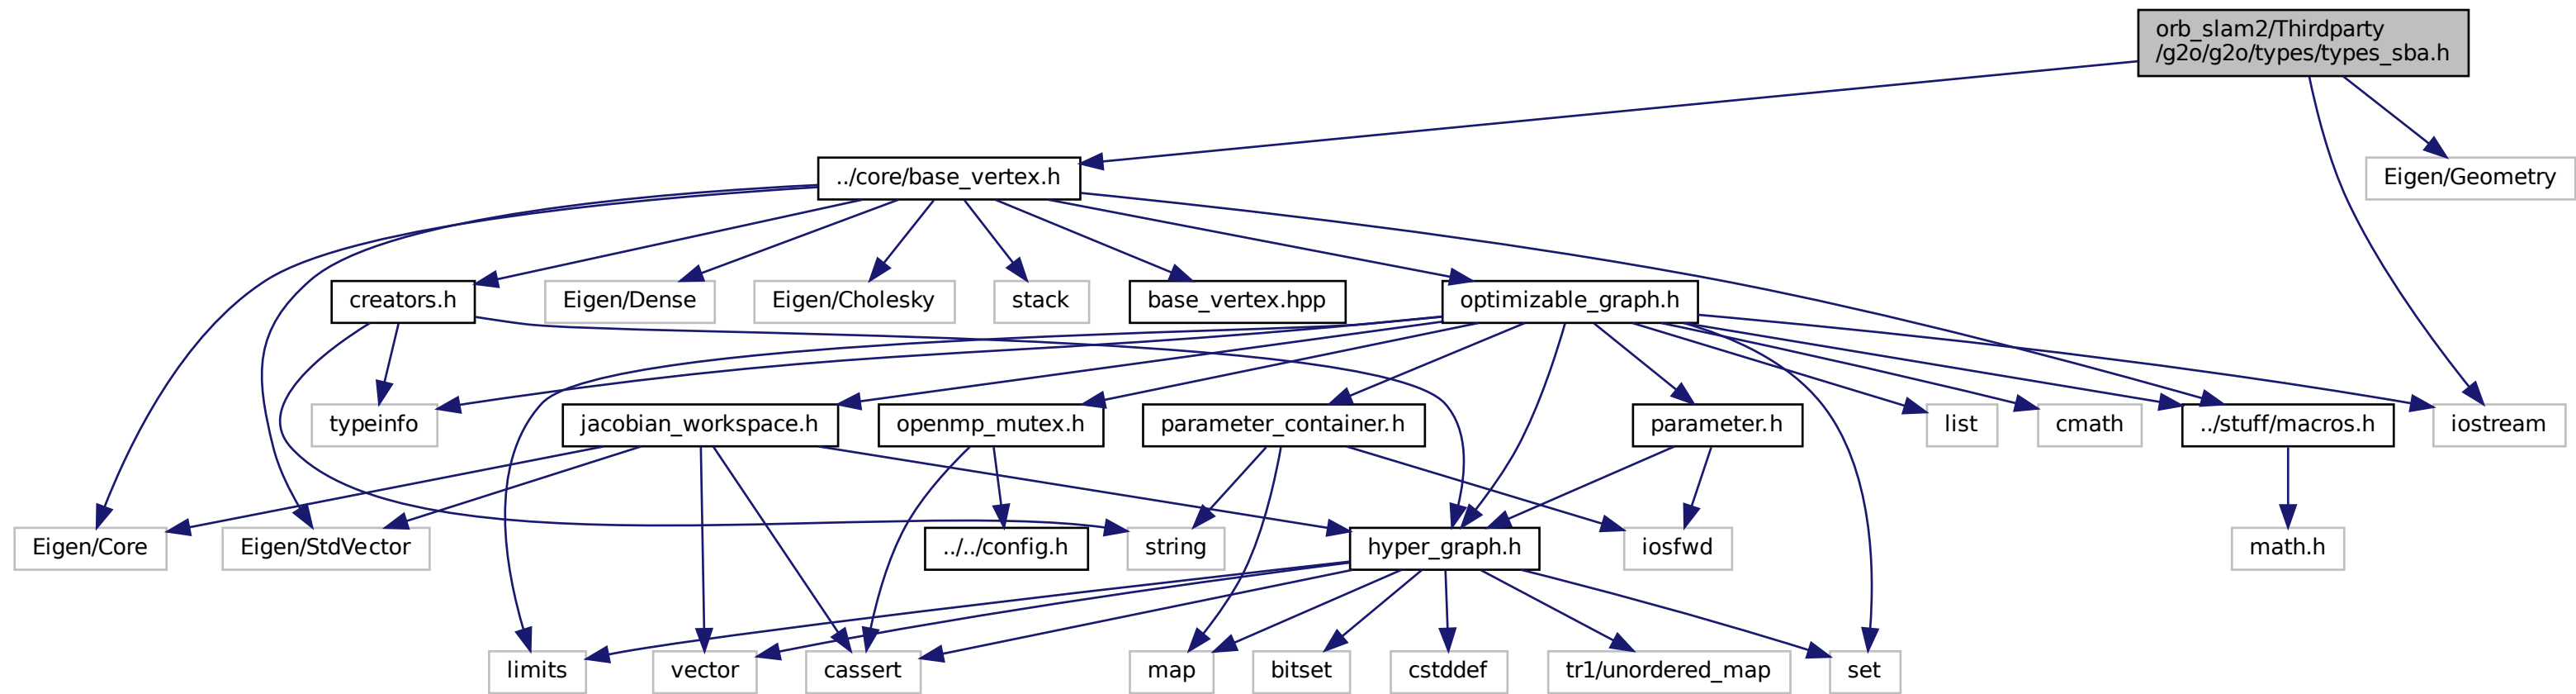 orb_slam2/Thirdparty
/g2o/g2o/types/types_sba.h
../core/base_vertex.h
Eigen/Geometry
creators.h
Eigen/Dense
Eigen/Cholesky
stack
base_vertex.hpp
optimizable_graph.h
typeinfo
jacobian_workspace.h
openmp_mutex.h
parameter_container.h
parameter.h
list
cmath
../stuff/macros.h
iostream
Eigen/Core
Eigen/StdVector
../../config.h
string
hyper_graph.h
iosfwd
math.h
limits
vector
cassert
map
bitset
cstddef
tr1/unordered_map
set